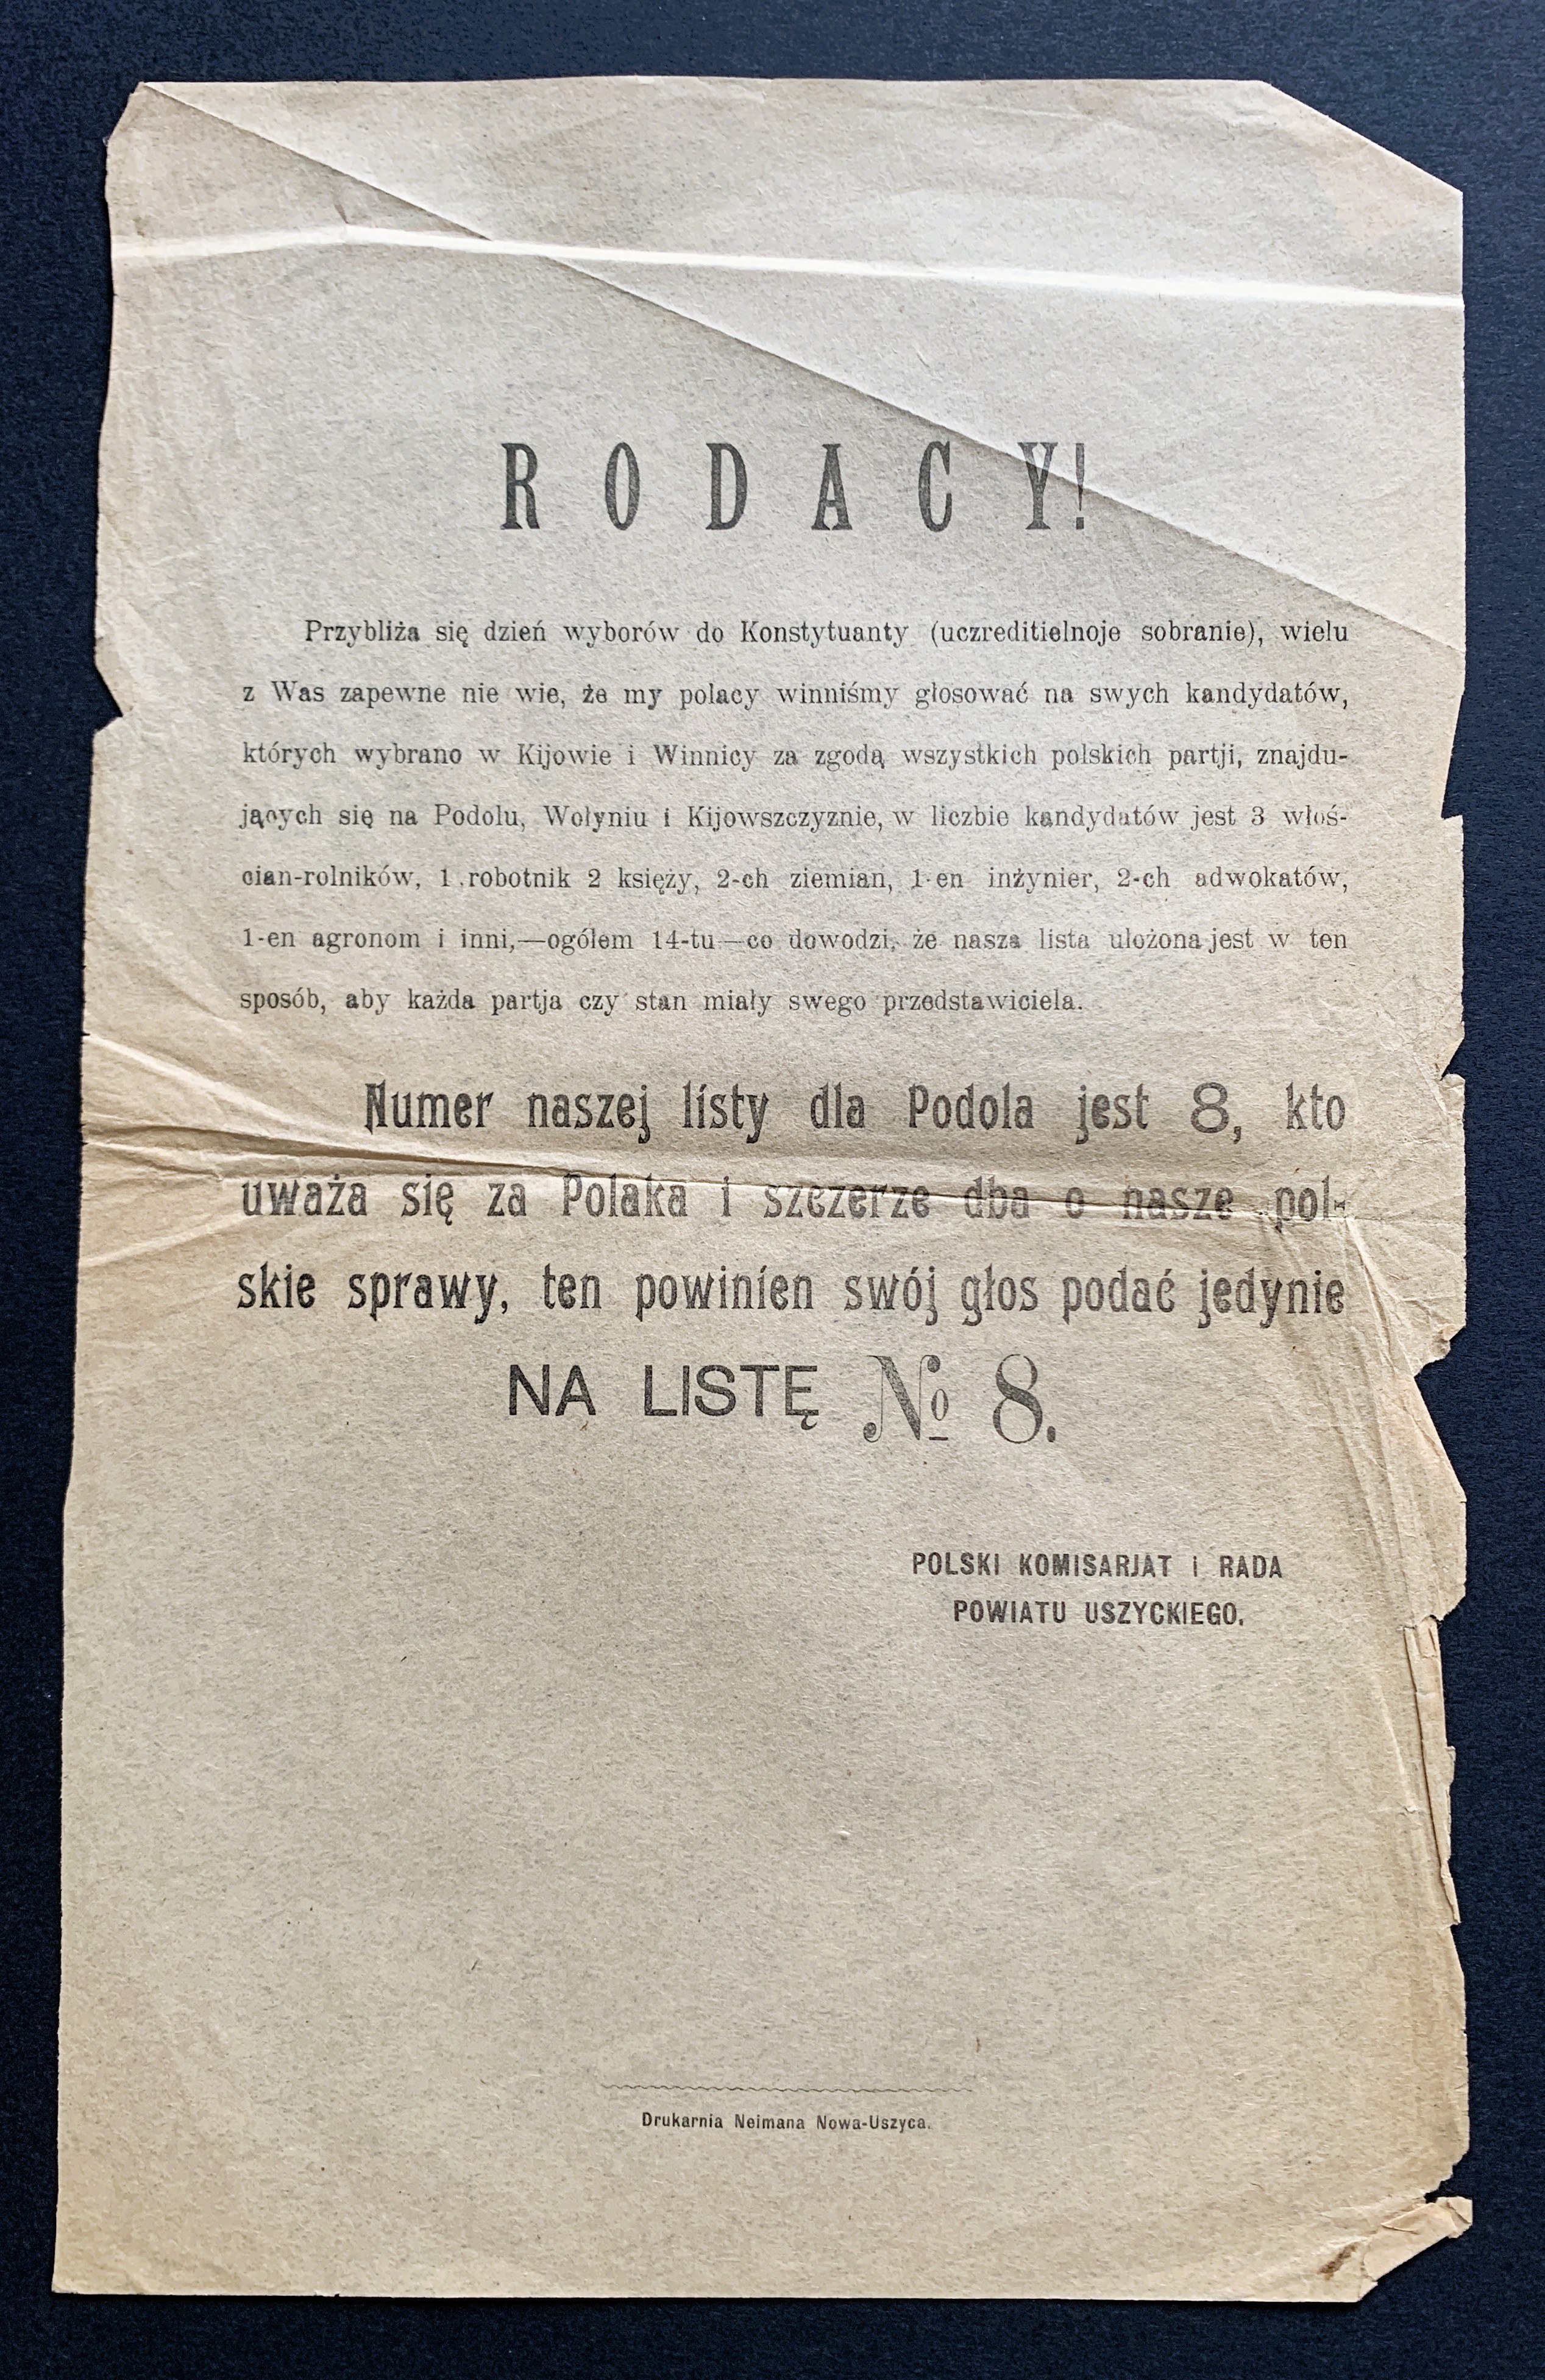 RODACY!
Przybliża się dzień wyborów do Konstytuanty (uczreditielnoje sobranie), wielu
z Was zapewne nie wie, że my polacy winniśmy głosować na swych kandydatów,
których wybrano w Kijowie i Winnicy za zgodą wszystkich polskich partji, znajdu-
jących się na Podolu, Wołyniu i Kijowszczyznie, w liczbie kandydatów jest 3 włoś-
cian-rolników, 1 robotnik 2 księży, 2-ch ziemian, 1-en inżynier, 2-ch adwokatów,
1-en agronom i inni,—ogółem 14-tu—co dowodzi, że nasza lista ułożona jest w ten
sposób, aby każda partja czy stan miały swego przedstawiciela.
Numer naszej listy dla Podola jest 8, kto
uważa się za Polaka i szczerze dba o nasze pol-
skie sprawy, ten powinien swój głos podać jedynie
NA LISTĘ № 8.
POLSKI KOMISARJAT I RADA
POWIATU USZYCKIEGO.
Drukarnia Neimana Nowa-Uszyca.